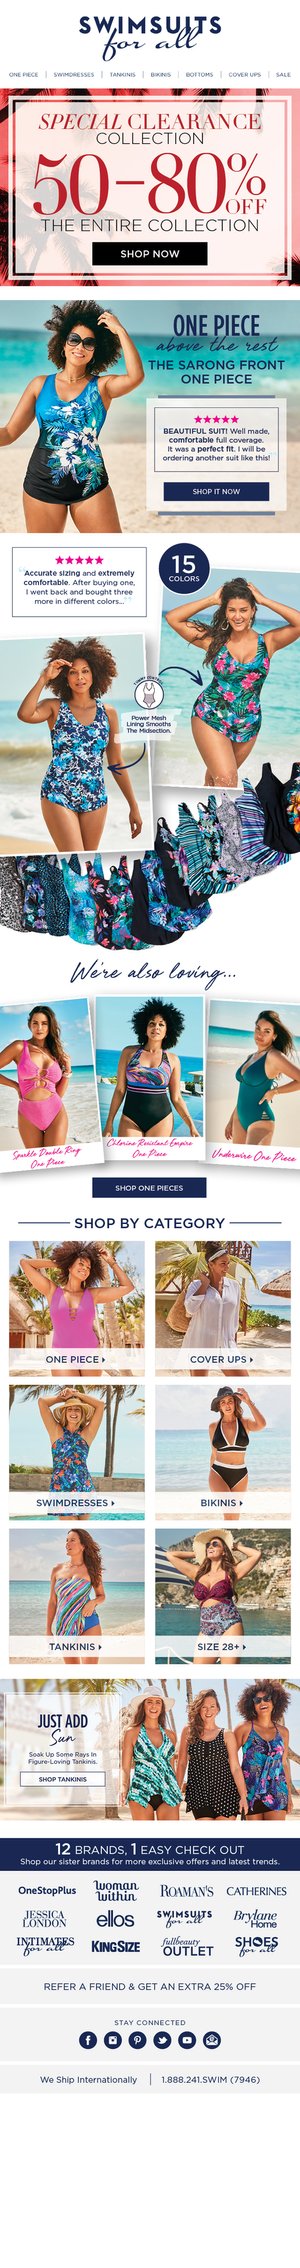 SWIMSUITS
for all
ONE PIECE | SWIMDRESSES | TANKINIS | BIKINIS | BOTTOMS | COVER UPS | SALE
SPECIAL CLEARANCE
COLLECTION
50–80% OFF
THE ENTIRE COLLECTION
SHOP NOW
ONE PIECE
above the rest
THE SARONG FRONT
ONE PIECE
BEAUTIFUL SUIT! Well made,
comfortable full coverage.
It was a perfect fit. I will be
ordering another suit like this!
SHOP IT NOW
Accurate sizing and extremely
comfortable. After buying one,
I went back and bought three
more in different colors...
15
COLORS
TUMMY CONTROL
Power Mesh
Lining Smooths
The Midsection.
We're also loving...
Sparkle Double Ring
One Piece
Chlorine Resistant Empire
One Piece
Underwire One Piece
SHOP ONE PIECES
SHOP BY CATEGORY
ONE PIECE
COVER UPS
SWIMDRESSES
BIKINIS
TANKINIS
SIZE 28+
JUST ADD
Sun
Soak Up Some Rays In
Figure-Loving Tankinis.
SHOP TANKINIS
12 BRANDS, 1 EASY CHECK OUT
Shop our sister brands for more exclusive offers and latest trends.
OneStopPlus
woman within
ROAMAN'S
CATHERINES
JESSICA LONDON
ellos
SWIMSUITS for all
Brylane Home
INTIMATES for all
KINGSIZE
fullbeauty OUTLET
SHOES for all
REFER A FRIEND & GET AN EXTRA 25% OFF
STAY CONNECTED
We Ship Internationally | 1.888.241.SWIM (7946)